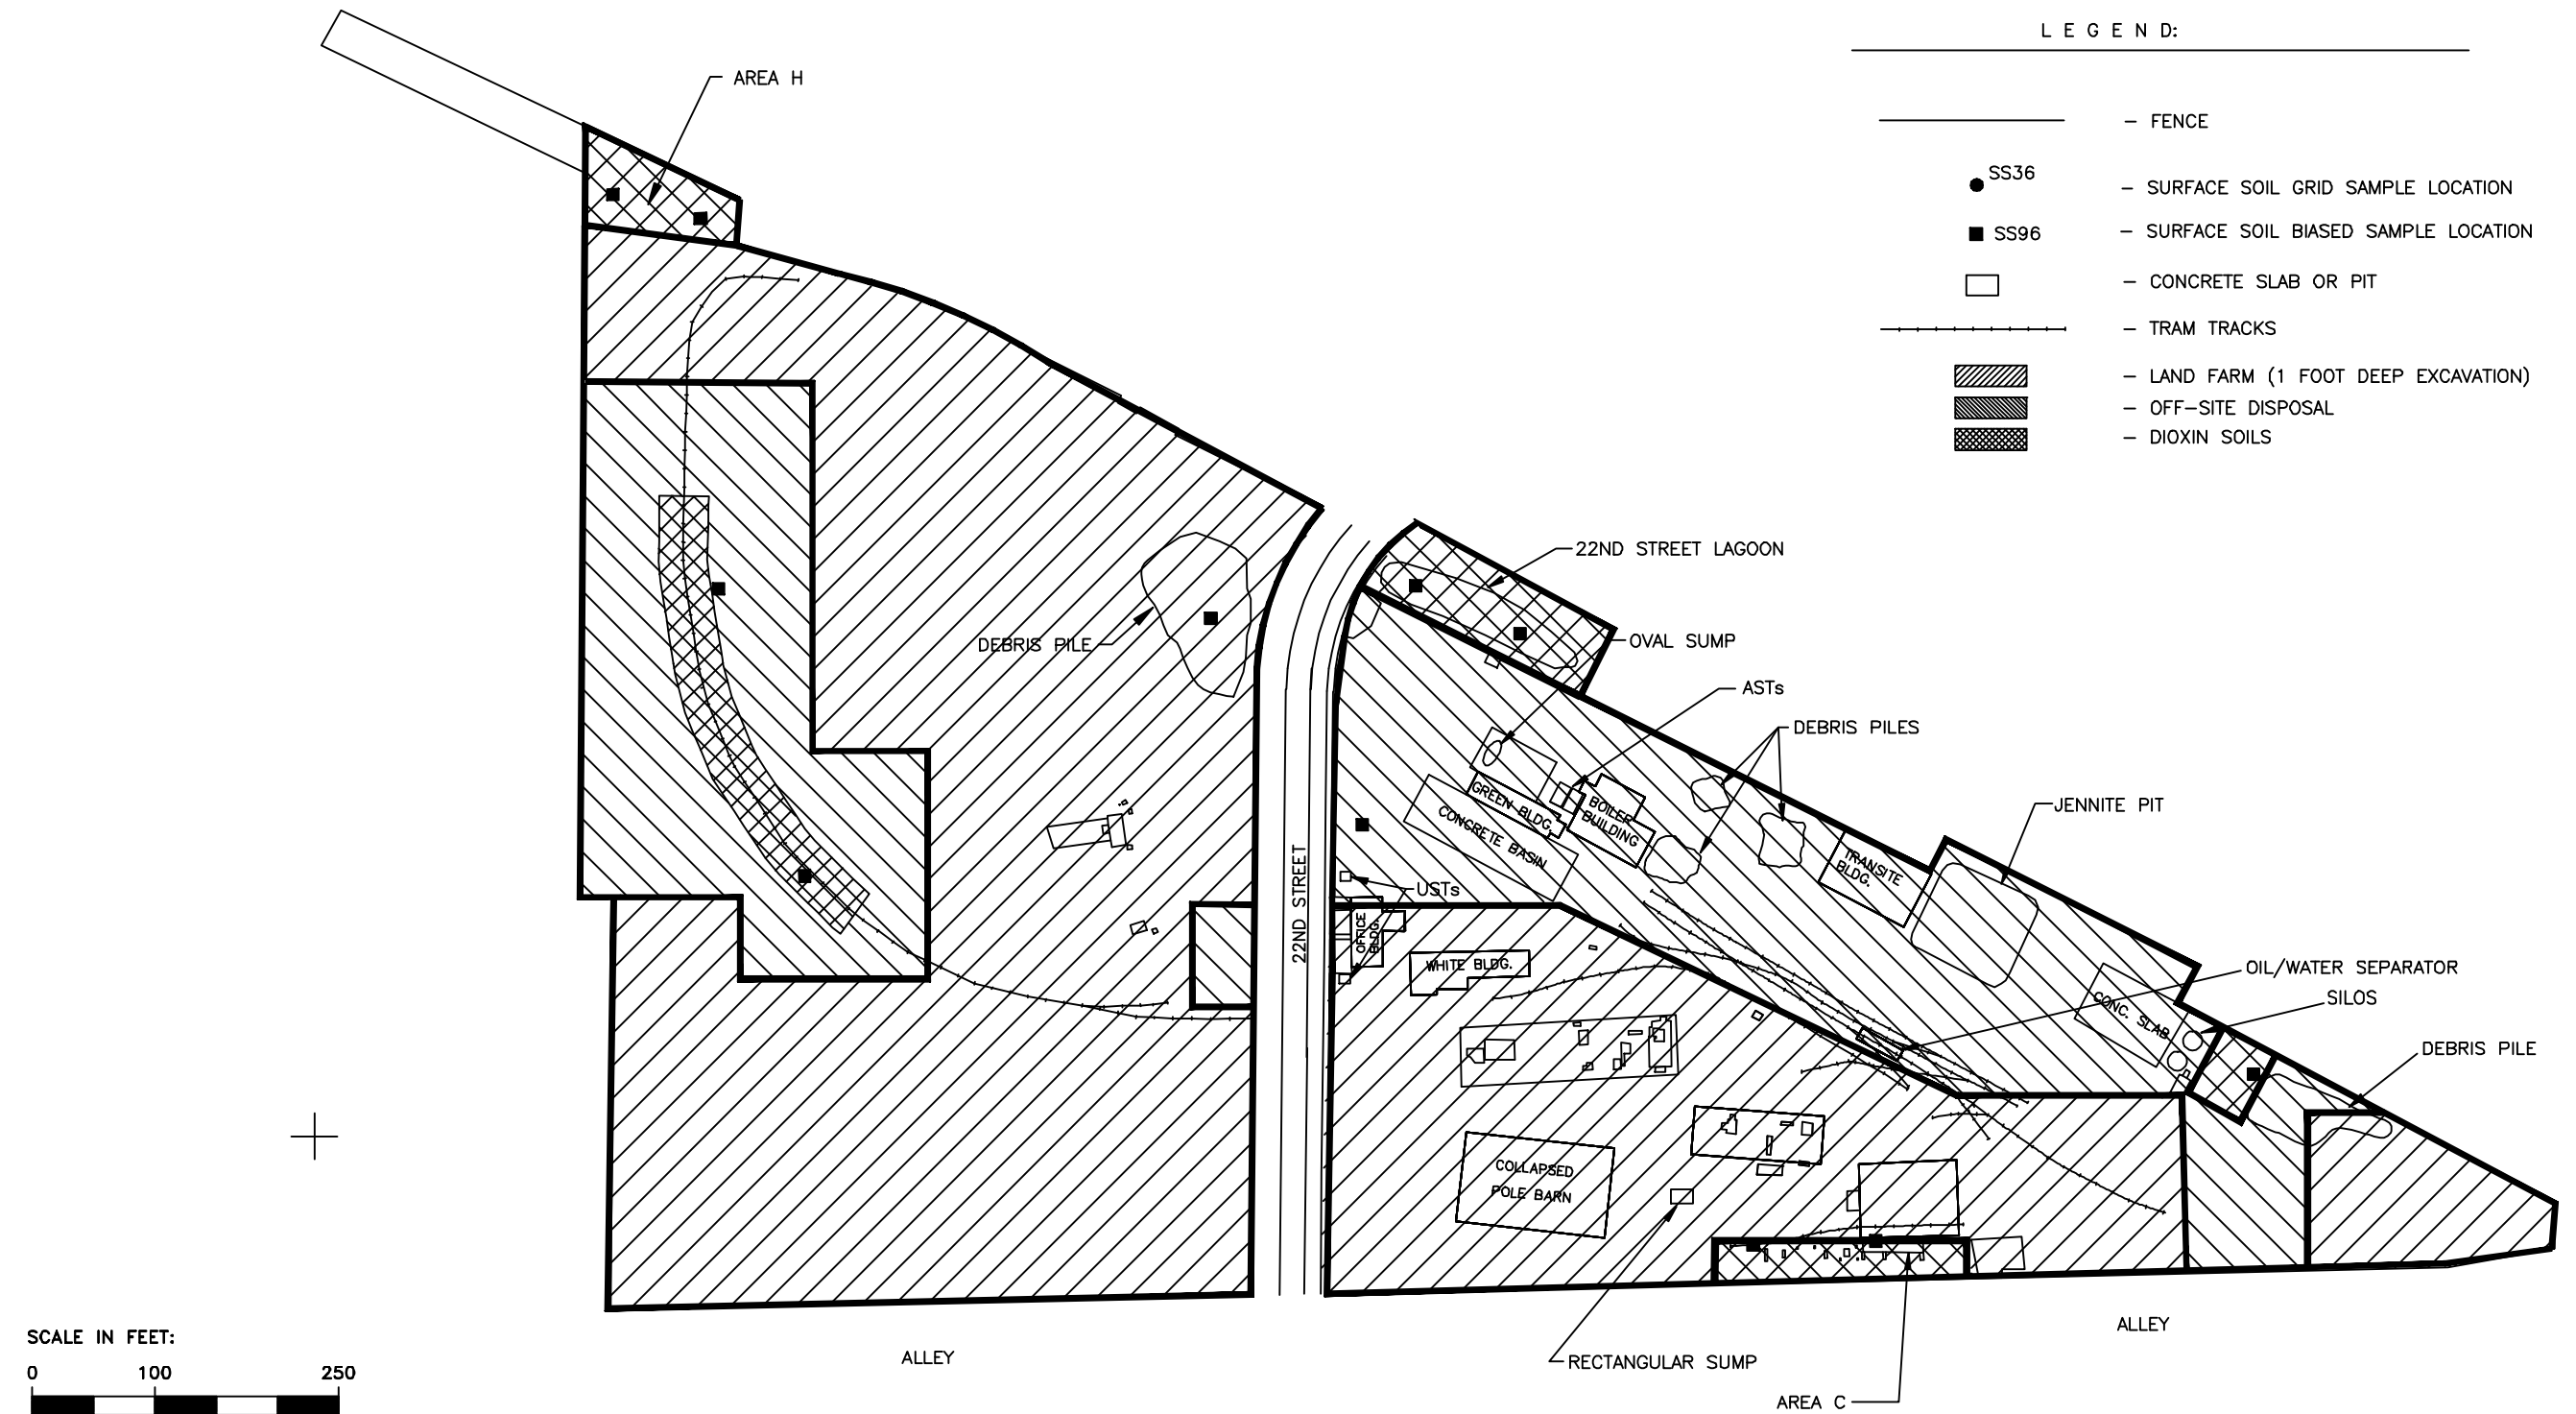 L E G E N D:
AREA H
– FENCE
SS36
– SURFACE SOIL GRID SAMPLE LOCATION
SS96
– SURFACE SOIL BIASED SAMPLE LOCATION
– CONCRETE SLAB OR PIT
– TRAM TRACKS
– LAND FARM (1 FOOT DEEP EXCAVATION)
– OFF-SITE DISPOSAL
– DIOXIN SOILS
22ND STREET LAGOON
DEBRIS PILE
OVAL SUMP
ASTs
DEBRIS PILES
GREEN BLDG.
BOILER
BUILDING
CONCRETE BASIN
JENNITE PIT
TRANSITE
BLDG.
22ND STREET
USTs
OFFICE
BLDG.
WHITE BLDG.
OIL/WATER SEPARATOR
SILOS
CONC. SLAB
DEBRIS PILE
COLLAPSED
POLE BARN
ALLEY
ALLEY
RECTANGULAR SUMP
AREA C
SCALE IN FEET:
0 100 250